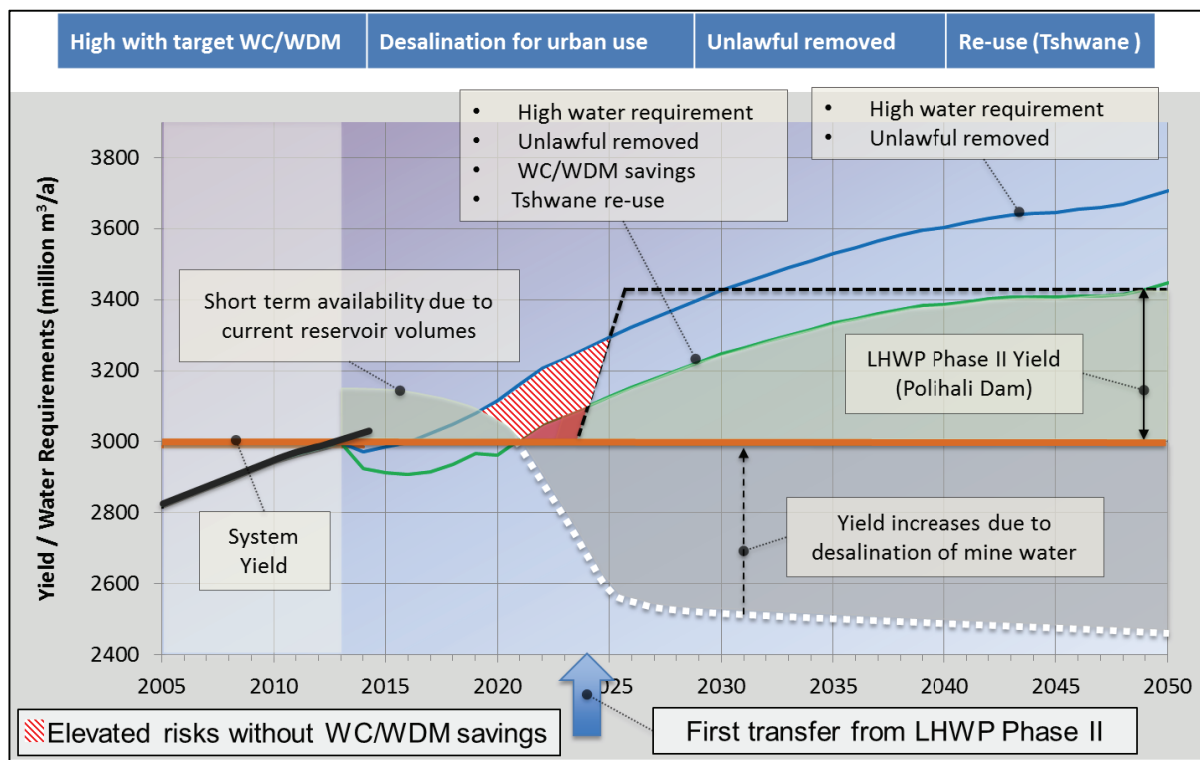 High with target WC/WDM
Desalination for urban use
Unlawful removed
Re-use (Tshwane )
• High water requirement
• Unlawful removed
• WC/WDM savings
• Tshwane re-use
• High water requirement
• Unlawful removed
Yield / Water Requirements (million m³/a)
3800
3600
3400
3200
3000
2800
2600
2400
Short term availability due to
current reservoir volumes
LHWP Phase II Yield
(Polihali Dam)
System
Yield
Yield increases due to
desalination of mine water
2005
2010
2015
2020
025
2030
2035
2040
2045
2050
Elevated risks without WC/WDM savings
First transfer from LHWP Phase II